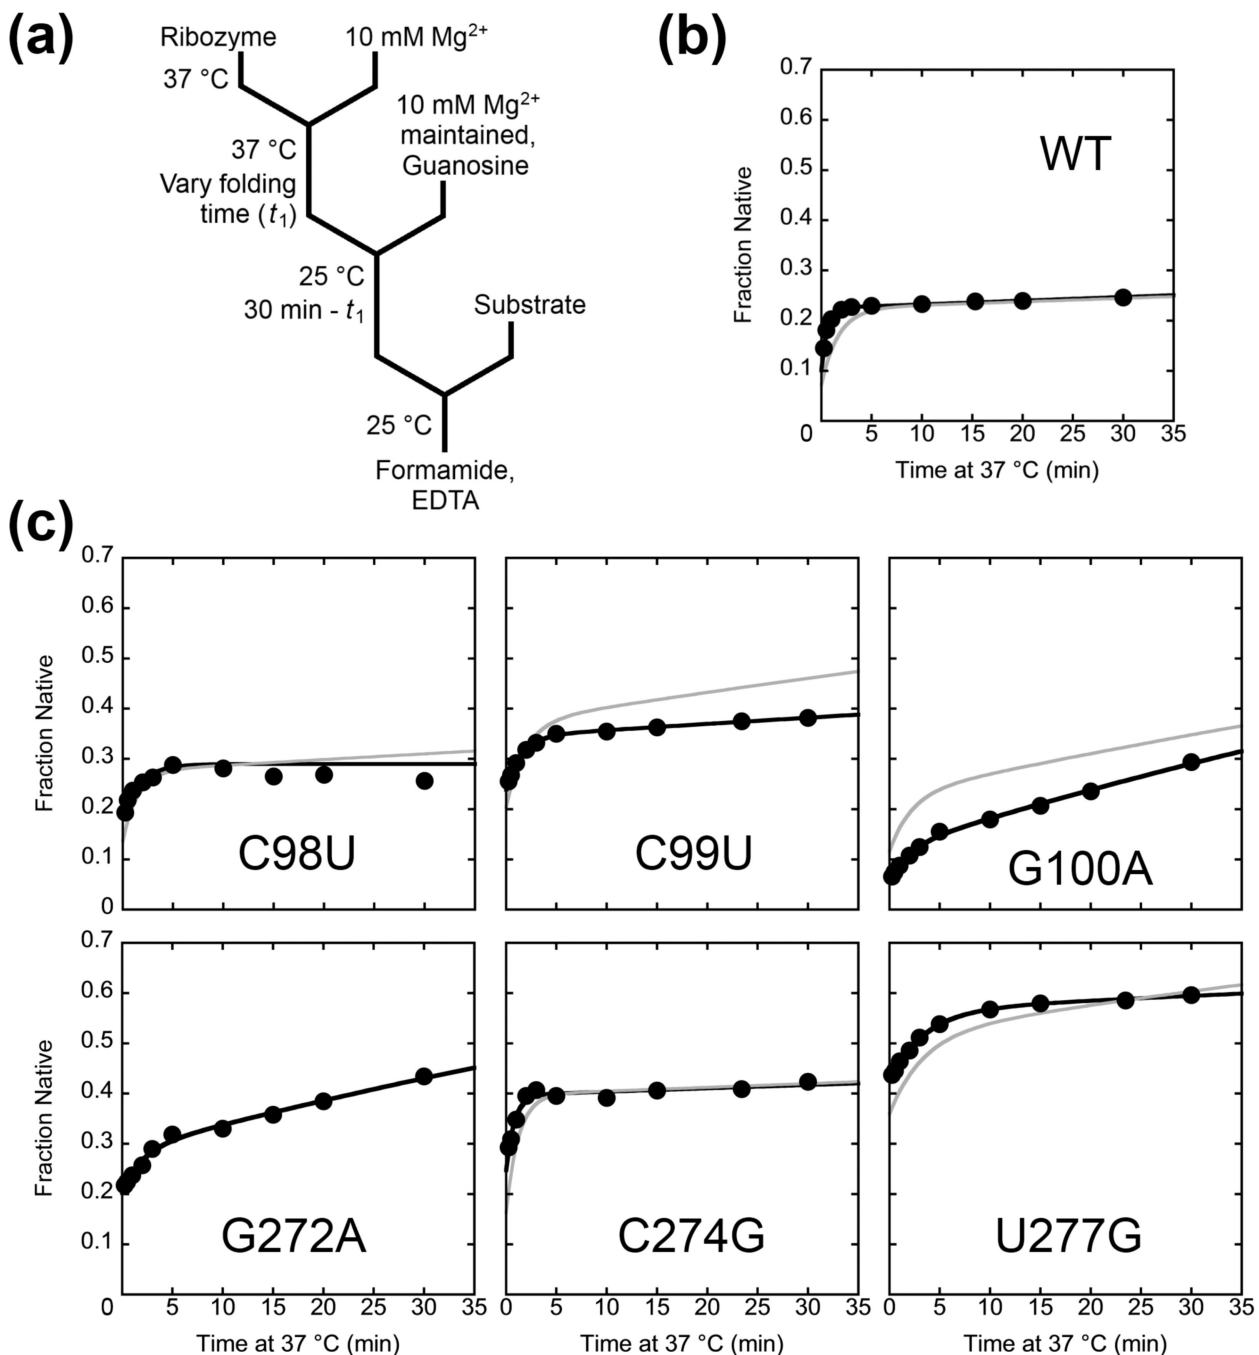 (a)
Ribozyme
10 mM Mg²⁺
37 °C
10 mM Mg²⁺
maintained,
Guanosine
37 °C
Vary folding
time (t₁)
25 °C
30 min - t₁
Substrate
25 °C
Formamide,
EDTA
(b)
WT
Fraction Native
0.7
0.6
0.5
0.4
0.3
0.2
0.1
0 5 10 15 20 25 30 35
Time at 37 °C (min)
(c)
Fraction Native
0.7
0.6
0.5
0.4
0.3
0.2
0.1
0
C98U
C99U
G100A
Fraction Native
0.7
0.6
0.5
0.4
0.3
0.2
0.1
G272A
C274G
U277G
0 5 10 15 20 25 30 35
0 5 10 15 20 25 30 35
0 5 10 15 20 25 30 35
Time at 37 °C (min)
Time at 37 °C (min)
Time at 37 °C (min)